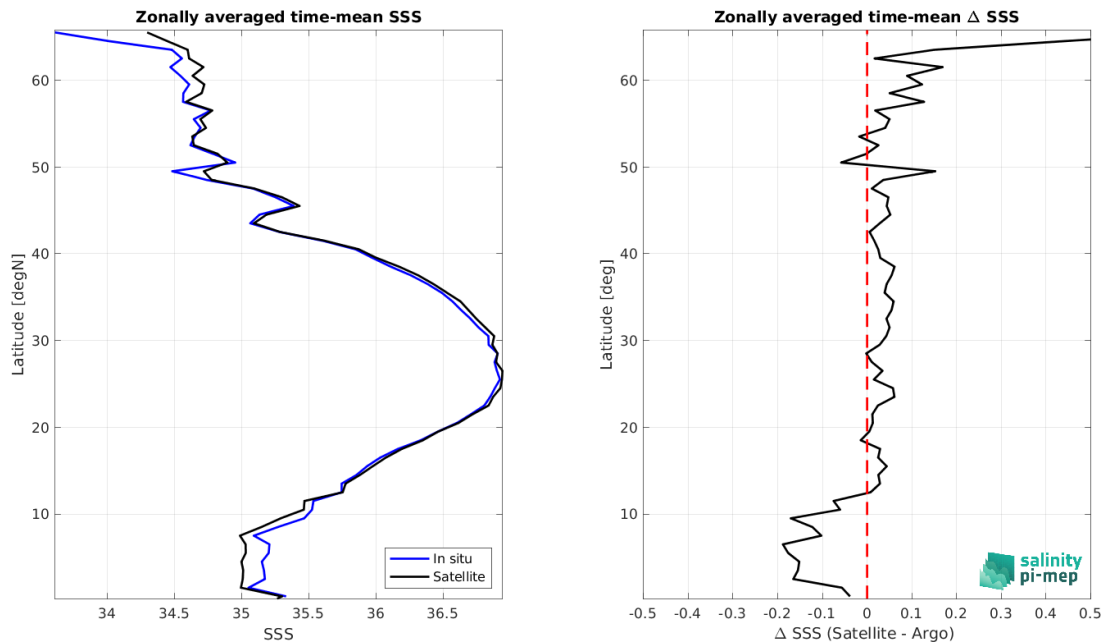 Zonally averaged time-mean SSS
60
50
40
30
20
10
Latitude [degN]
34
34.5
35
35.5
36
36.5
SSS
In situ
Satellite
Zonally averaged time-mean Δ SSS
60
50
40
30
20
10
Latitude [deg]
-0.5
-0.4
-0.3
-0.2
-0.1
0
0.1
0.2
0.3
0.4
0.5
Δ SSS (Satellite - Argo)
salinity
pi-mep